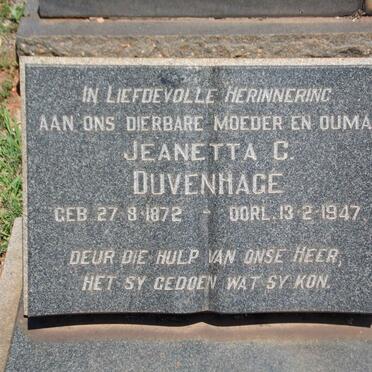 In Liefdevolle Herinnering
aan ons dierbare moeder en ouma
Jeanetta C.
Duvenhage
Geb. 27-8-1872 - Oorl. 13-2-1947.
Deur die hulp van onse Heer,
Het sy gedoen wat sy kon.